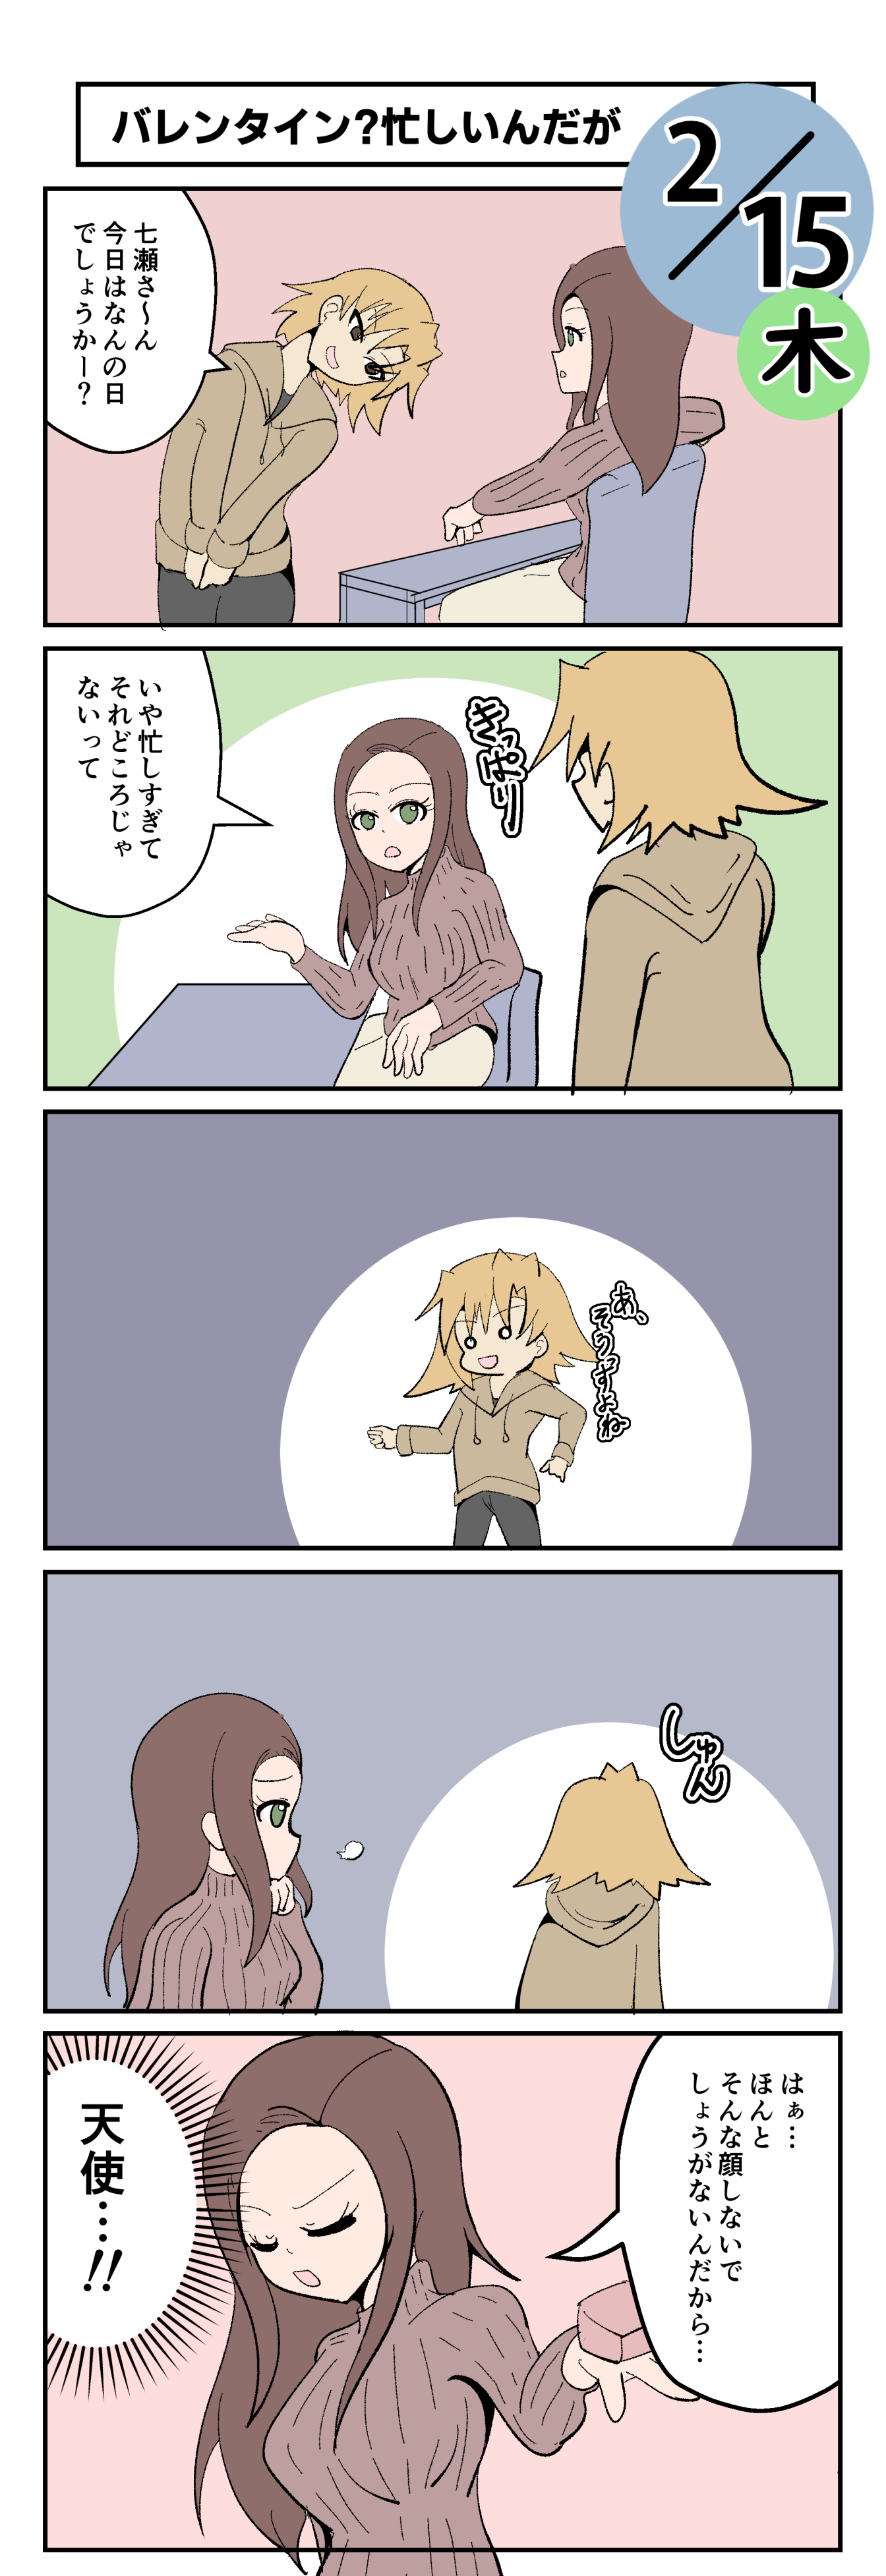 バレンタイン?忙しいんだが
2/15
木
七瀬さ～ん
今日はなんの日
でしょうかー?
いや忙しすぎて
それどころじゃ
ないって
きっぱり
あ、
そりっすよね
しゅん
はぁ…
ほんと
そんな顔しないで
しょうがないんだから…
天使…!!